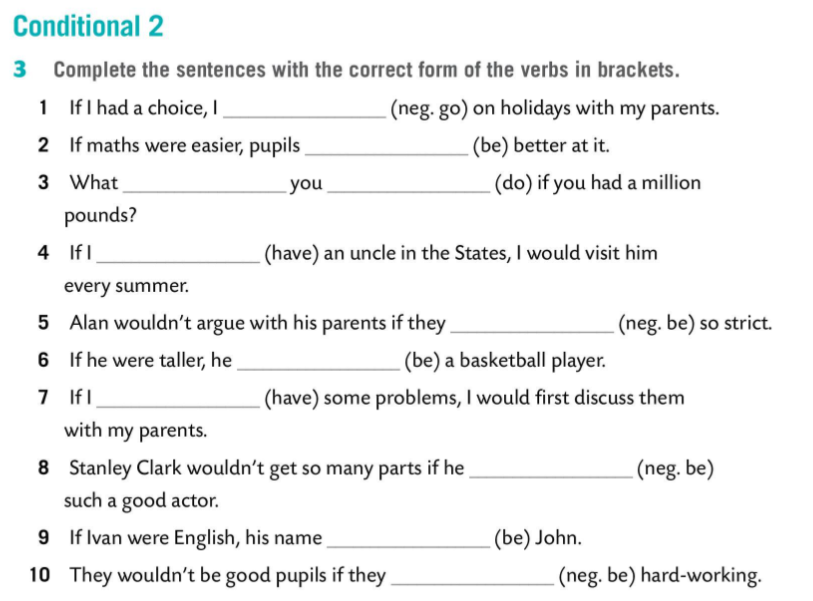 Conditional 2
3 Complete the sentences with the correct form of the verbs in brackets.
1 If I had a choice, I ________________ (neg. go) on holidays with my parents.
2 If maths were easier, pupils ________________ (be) better at it.
3 What ________________ you ________________ (do) if you had a million
pounds?
4 If I ________________ (have) an uncle in the States, I would visit him
every summer.
5 Alan wouldn't argue with his parents if they ________________ (neg. be) so strict.
6 If he were taller, he ________________ (be) a basketball player.
7 If I ________________ (have) some problems, I would first discuss them
with my parents.
8 Stanley Clark wouldn't get so many parts if he ________________ (neg. be)
such a good actor.
9 If Ivan were English, his name ________________ (be) John.
10 They wouldn't be good pupils if they ________________ (neg. be) hard-working.